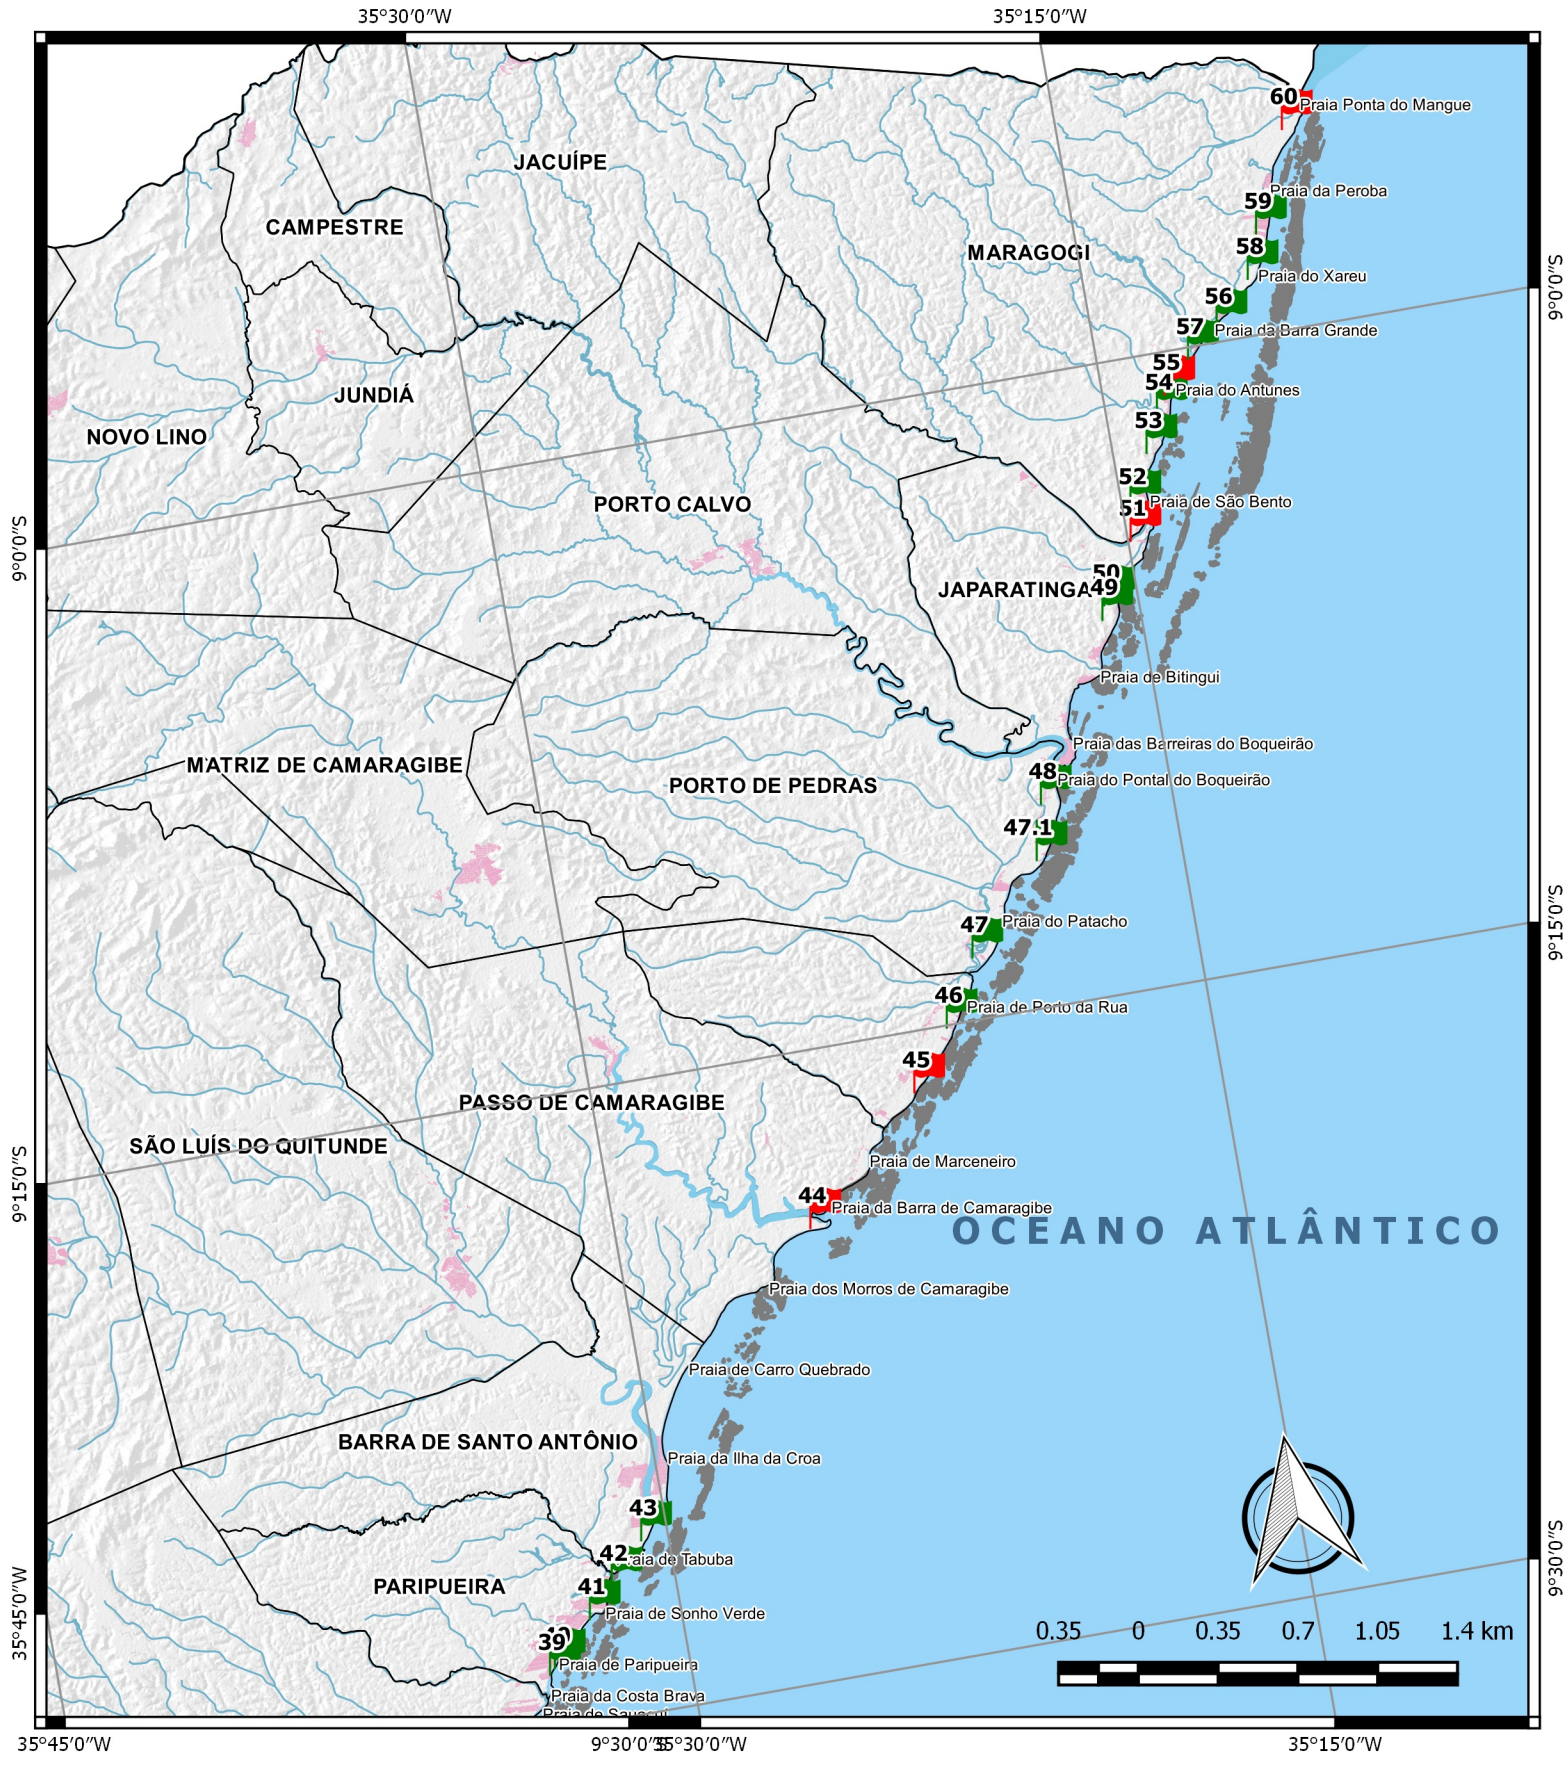 35°30′0″W
35°15′0″W
60
Praia Ponta do Mangue
JACUÍPE
Praia da Peroba
59
CAMPESTRE
58
MARAGOGI
Praia do Xareu
9°0′0″S
56
57
Praia da Barra Grande
55
54
Praia do Antunes
JUNDIÁ
53
NOVO LINO
52
PORTO CALVO
Praia de São Bento
51
9°0′0″S
50
JAPARATINGA
49
Praia de Bitingui
Praia das Barreiras do Boqueirão
MATRIZ DE CAMARAGIBE
48
Praia do Pontal do Boqueirão
PORTO DE PEDRAS
47.1
47
Praia do Patacho
9°15′0″S
46
Praia de Porto da Rua
45
PASSO DE CAMARAGIBE
SÃO LUÍS DO QUITUNDE
Praia de Marceneiro
9°15′0″S
44
Praia da Barra de Camaragibe
OCEANO ATLÂNTICO
Praia dos Morros de Camaragibe
Praia de Carro Quebrado
BARRA DE SANTO ANTÔNIO
Praia da Ilha da Croa
43
42
Praia de Tabuba
9°30′0″S
PARIPUEIRA
41
Praia de Sonho Verde
35°45′0″W
40
39
Praia de Paripueira
0.35 0 0.35 0.7 1.05 1.4 km
Praia da Costa Brava
35°45′0″W
9°30′0″S
35°30′0″W
35°15′0″W